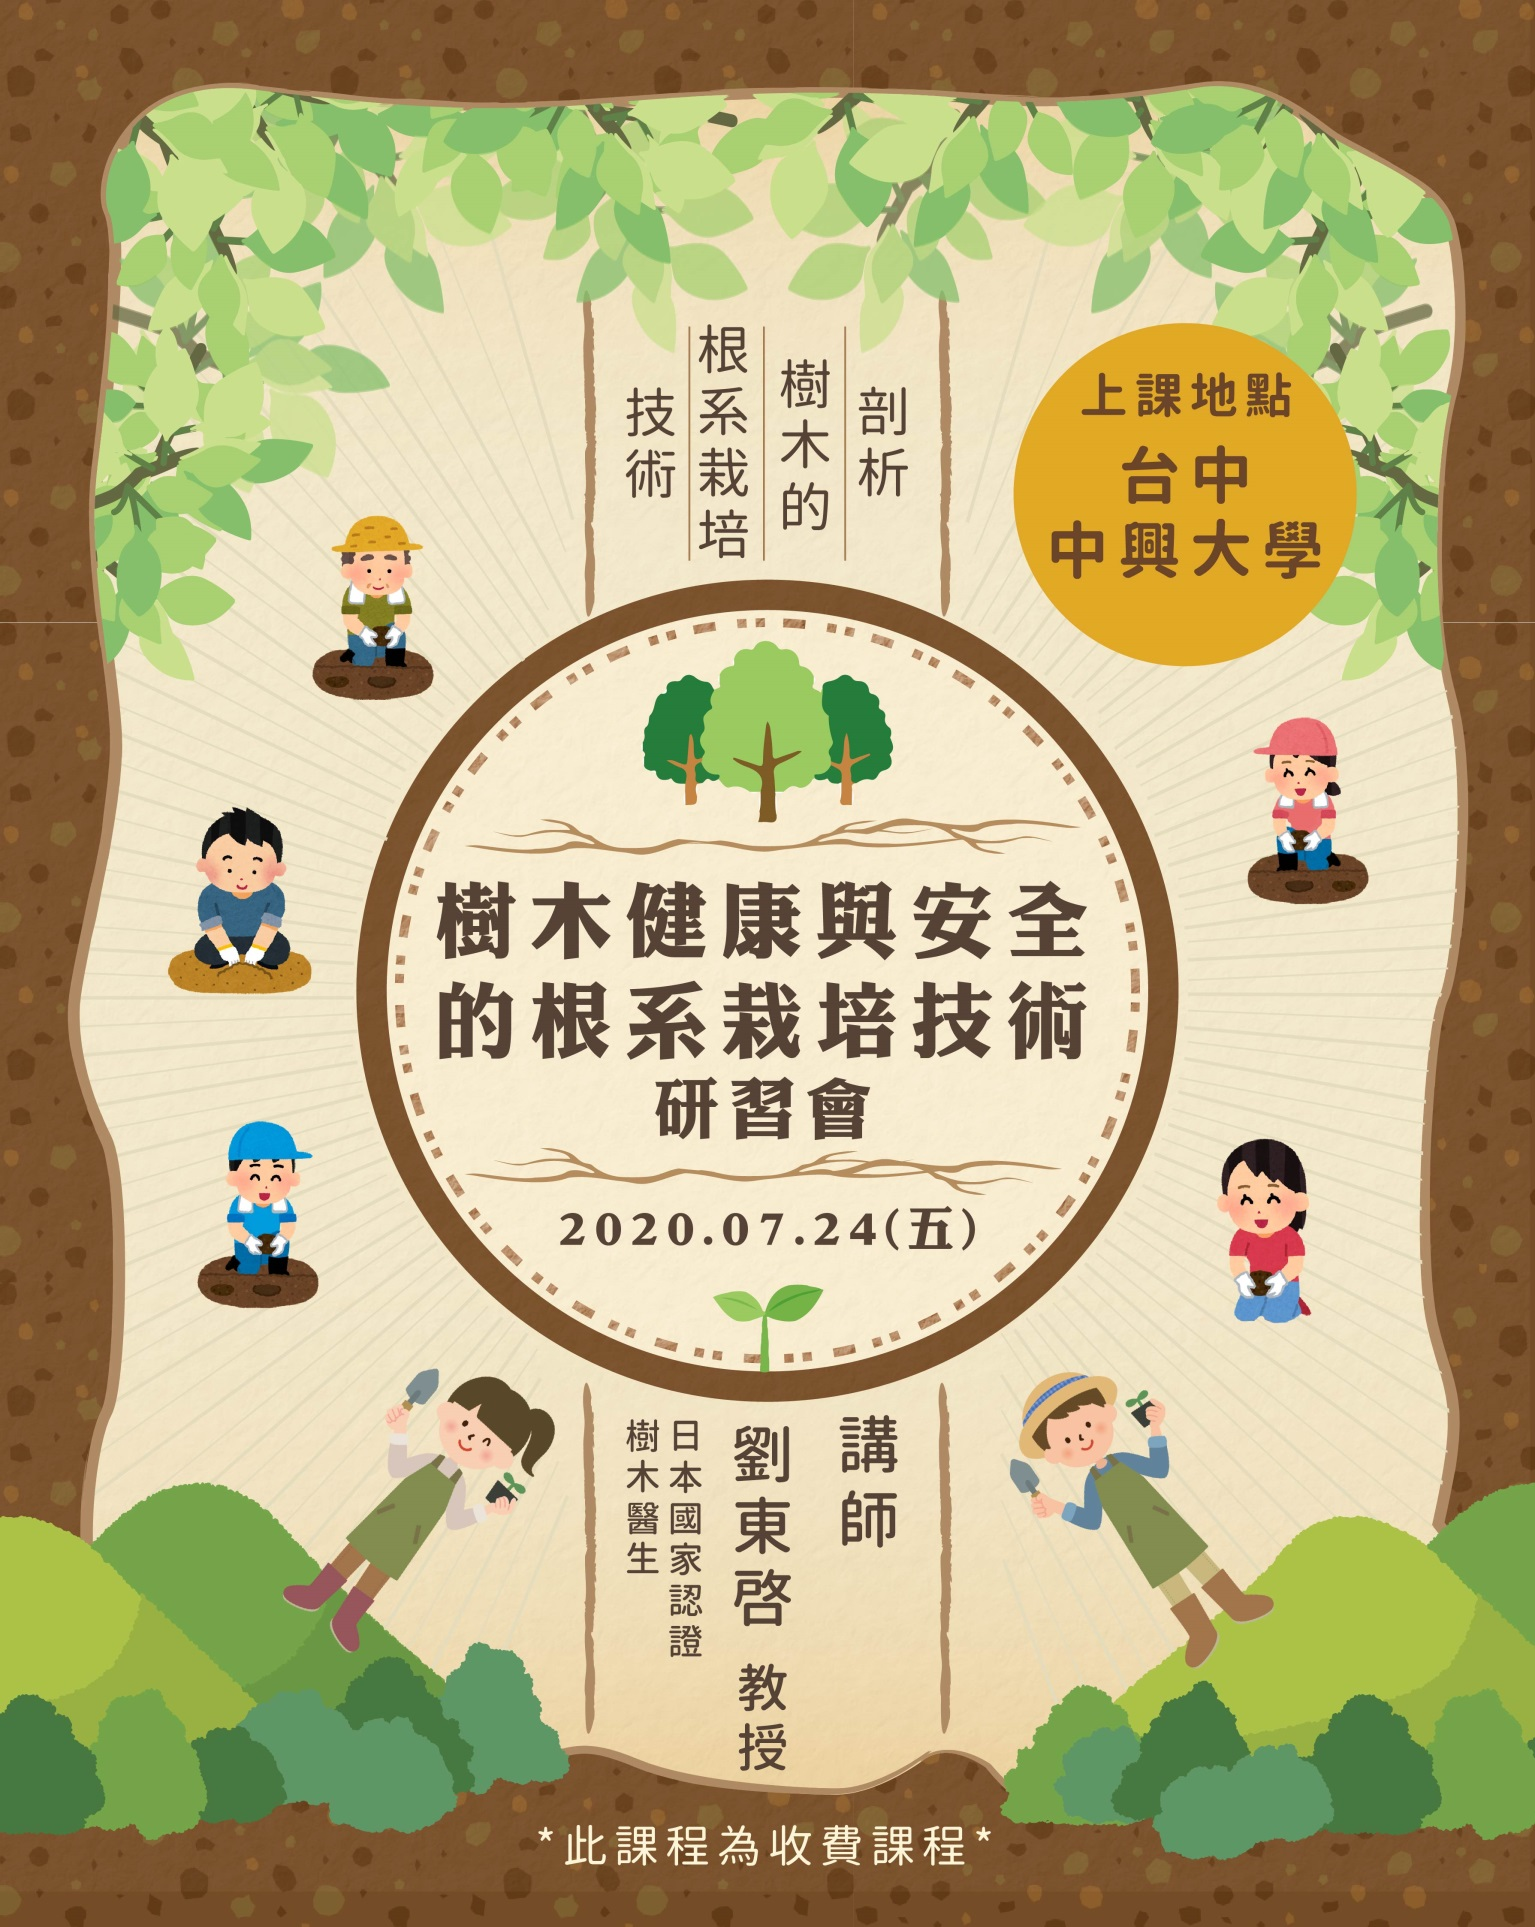 剖析
樹木的
根系栽培
技術
上課地點
台中
中興大學
樹木健康與安全
的根系栽培技術
研習會
2020.07.24(五)
講師
劉東啓 教授
日本國家認證
樹木醫生
*此課程為收費課程*